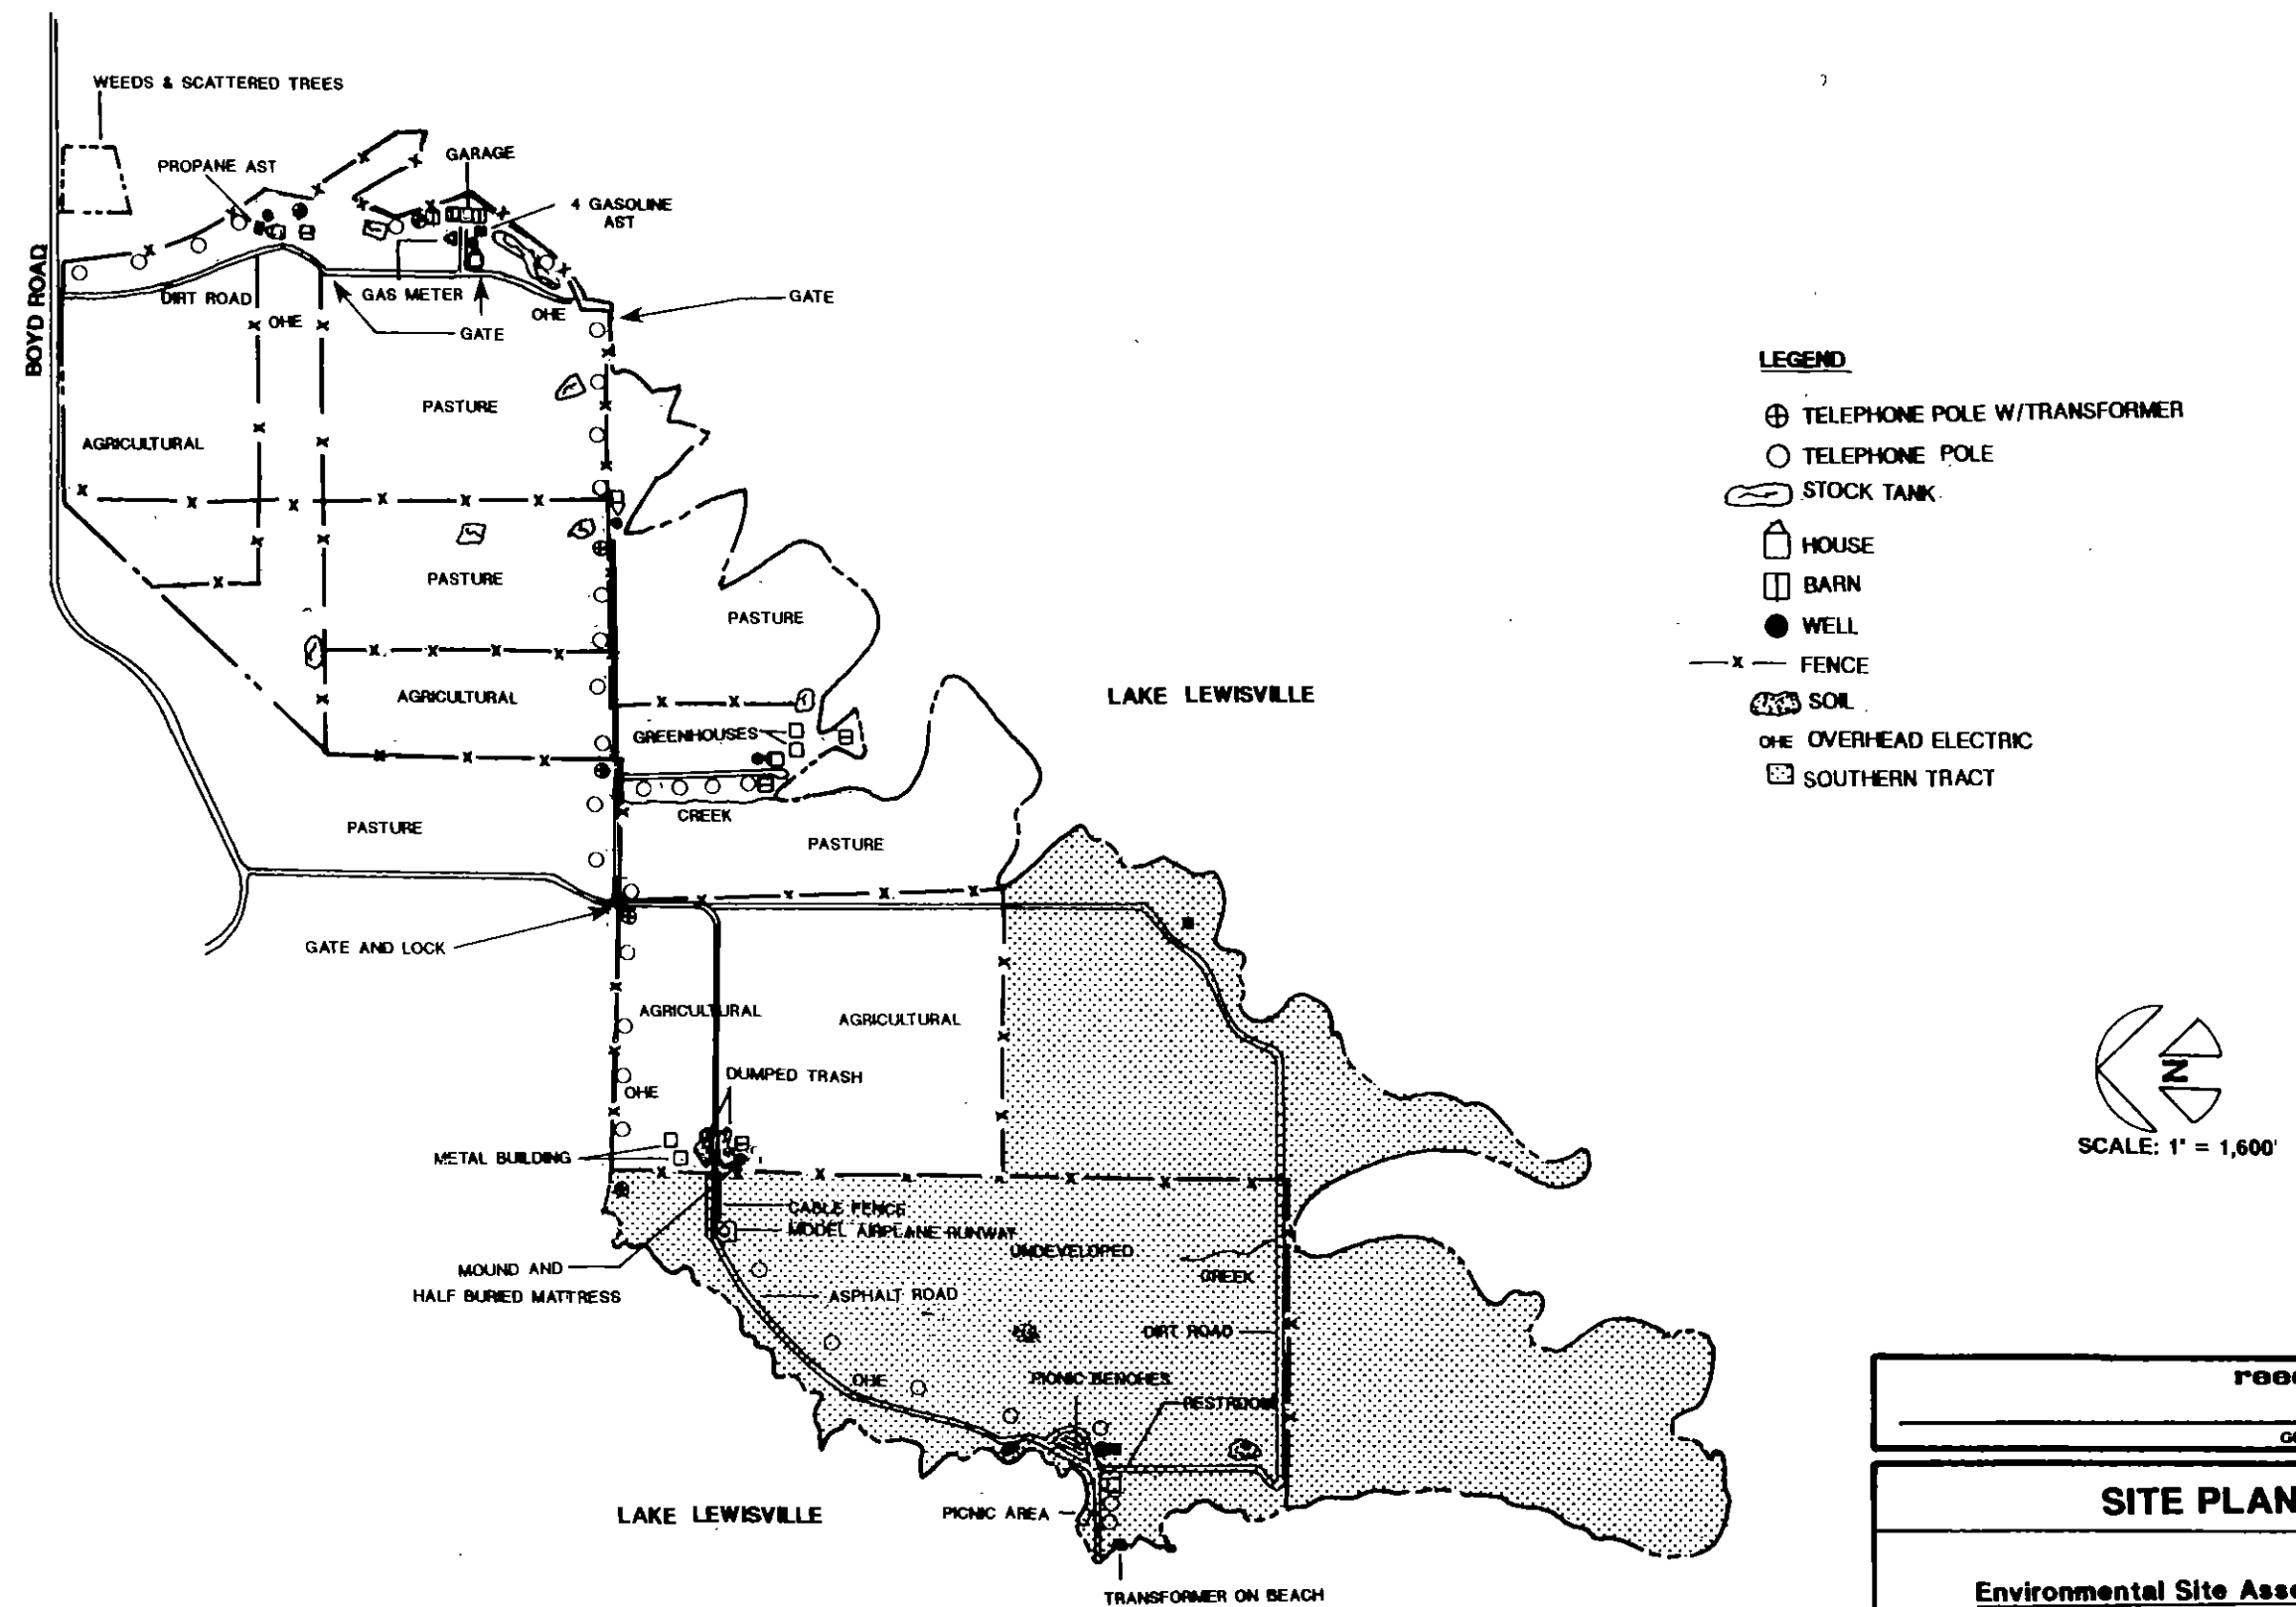 WEEDS & SCATTERED TREES
PROPANE AST
GARAGE
4 GASOLINE
AST
BOYD ROAD
DIRT ROAD
OHE
GAS METER
GATE
OHE
GATE
PASTURE
AGRICULTURAL
PASTURE
PASTURE
AGRICULTURAL
GREENHOUSES
CREEK
PASTURE
PASTURE
GATE AND LOCK
AGRICULTURAL
AGRICULTURAL
DUMPED TRASH
OHE
METAL BUILDING
CABLE FENCE
MODEL AIRPLANE RUNWAY
UNDEVELOPED
CREEK
MOUND AND
HALF BURIED MATTRESS
ASPHALT ROAD
DIRT ROAD
OHE
PICNIC BENCHES
RESTROOM
PICNIC AREA
TRANSFORMER ON BEACH
LAKE LEWISVILLE
LAKE LEWISVILLE
LEGEND
TELEPHONE POLE W/TRANSFORMER
TELEPHONE POLE
STOCK TANK
HOUSE
BARN
WELL
x FENCE
SOIL
OHE OVERHEAD ELECTRIC
SOUTHERN TRACT
N
SCALE: 1" = 1,600'
SITE PLAN
Environmental Site Asse